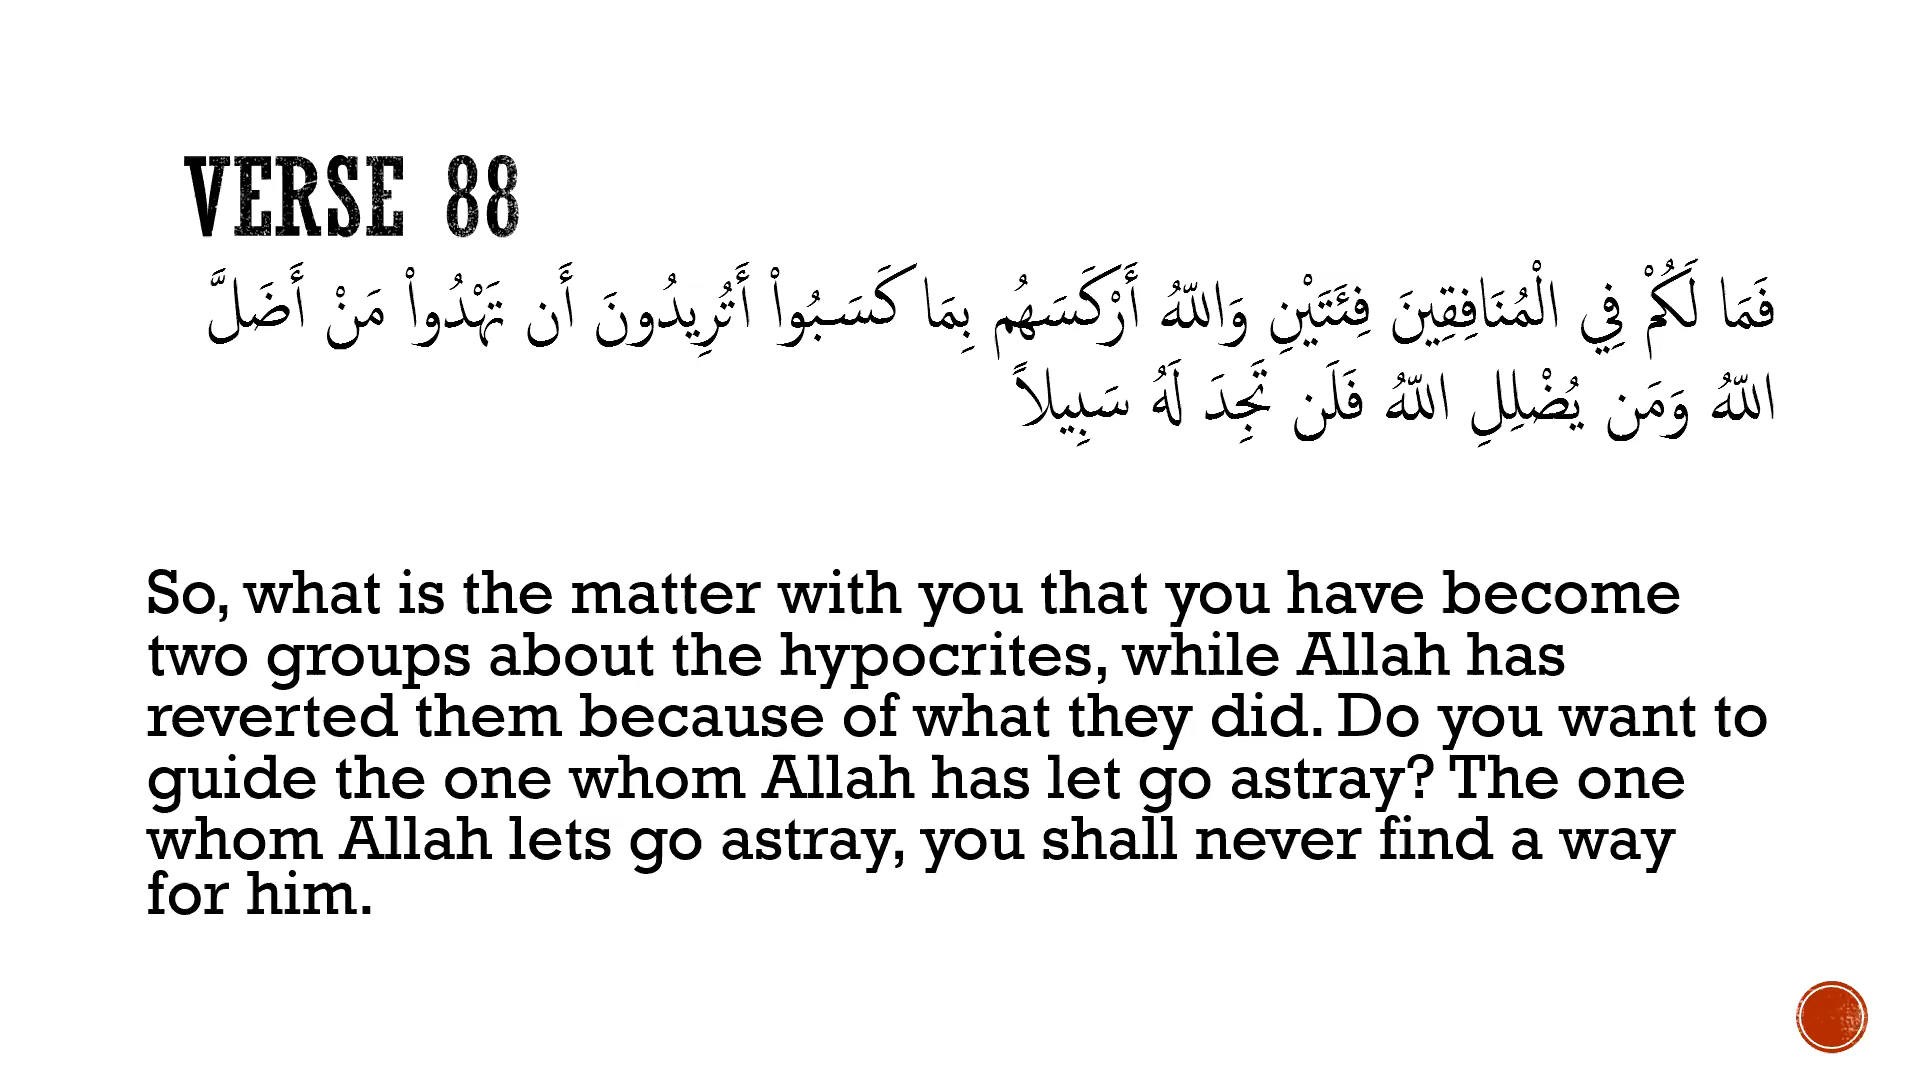 VERSE 88
فَمَا لَكُمْ فِي الْمُنَافِقِينَ فِئَتَيْنِ وَاللّهُ أَرْكَسَهُم بِمَا كَسَبُواْ أَتُرِيدُونَ أَن تَهْدُواْ مَنْ أَضَلَّ
اللّهُ وَمَن يُضْلِلِ اللّهُ فَلَن تَجِدَ لَهُ سَبِيلاً
So, what is the matter with you that you have become
two groups about the hypocrites, while Allah has
reverted them because of what they did. Do you want to
guide the one whom Allah has let go astray? The one
whom Allah lets go astray, you shall never find a way
for him.